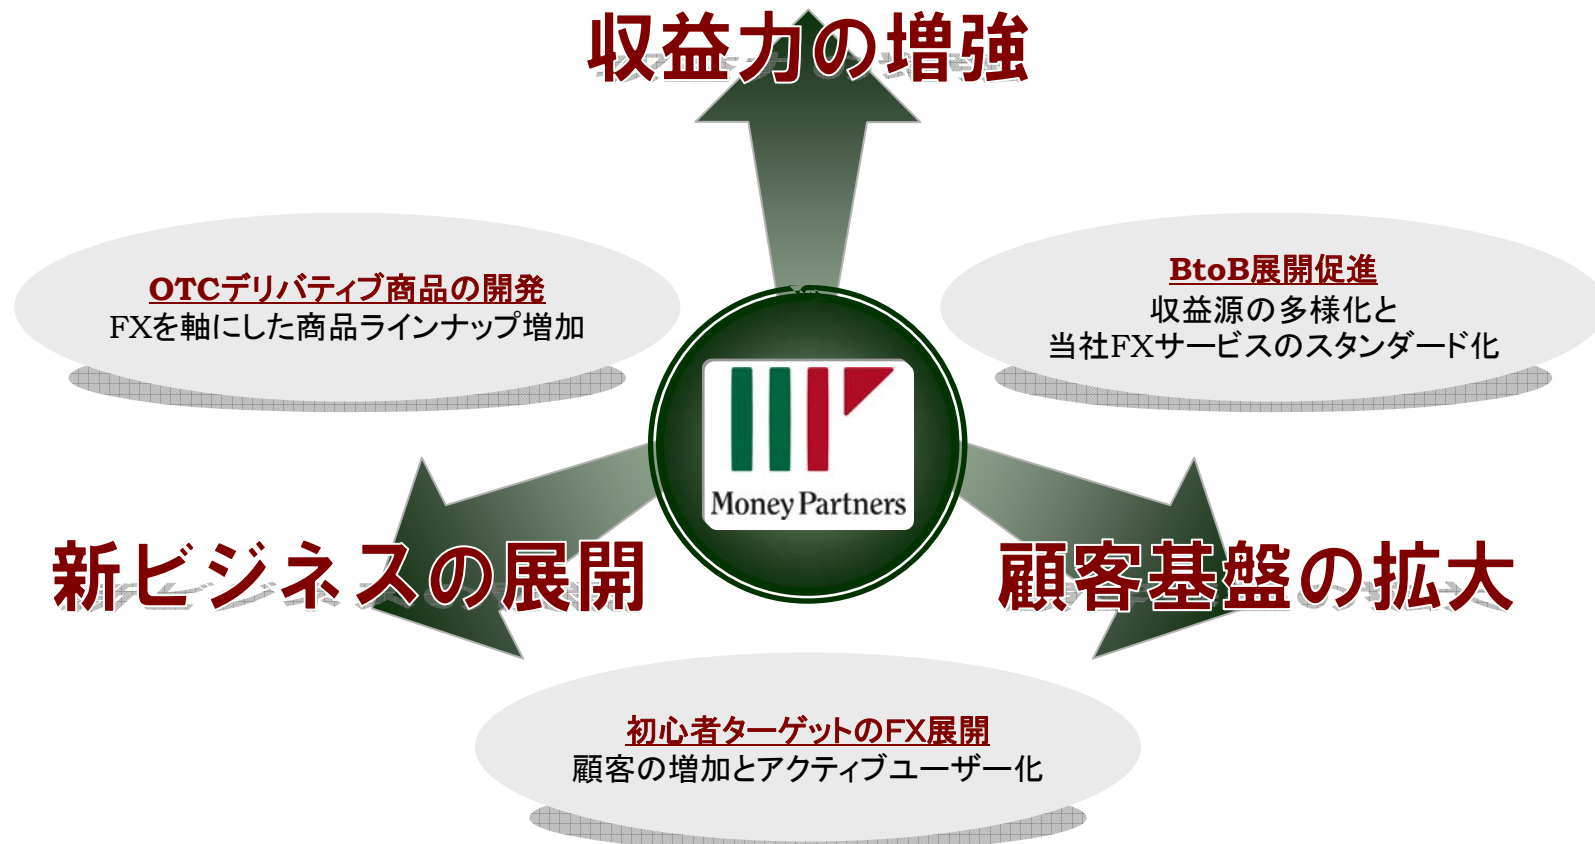 収益力の増強
OTCデリバティブ商品の開発
FXを軸にした商品ラインナップ増加
BtoB展開促進
収益源の多様化と
当社FXサービスのスタンダード化
Money Partners
新ビジネスの展開
顧客基盤の拡大
初心者ターゲットのFX展開
顧客の増加とアクティブユーザー化